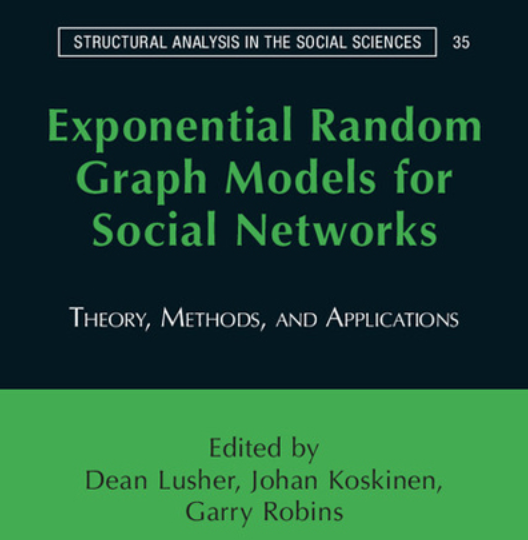 STRUCTURAL ANALYSIS IN THE SOCIAL SCIENCES 35
Exponential Random
Graph Models for
Social Networks
THEORY, METHODS, AND APPLICATIONS
Edited by
Dean Lusher, Johan Koskinen,
Garry Robins